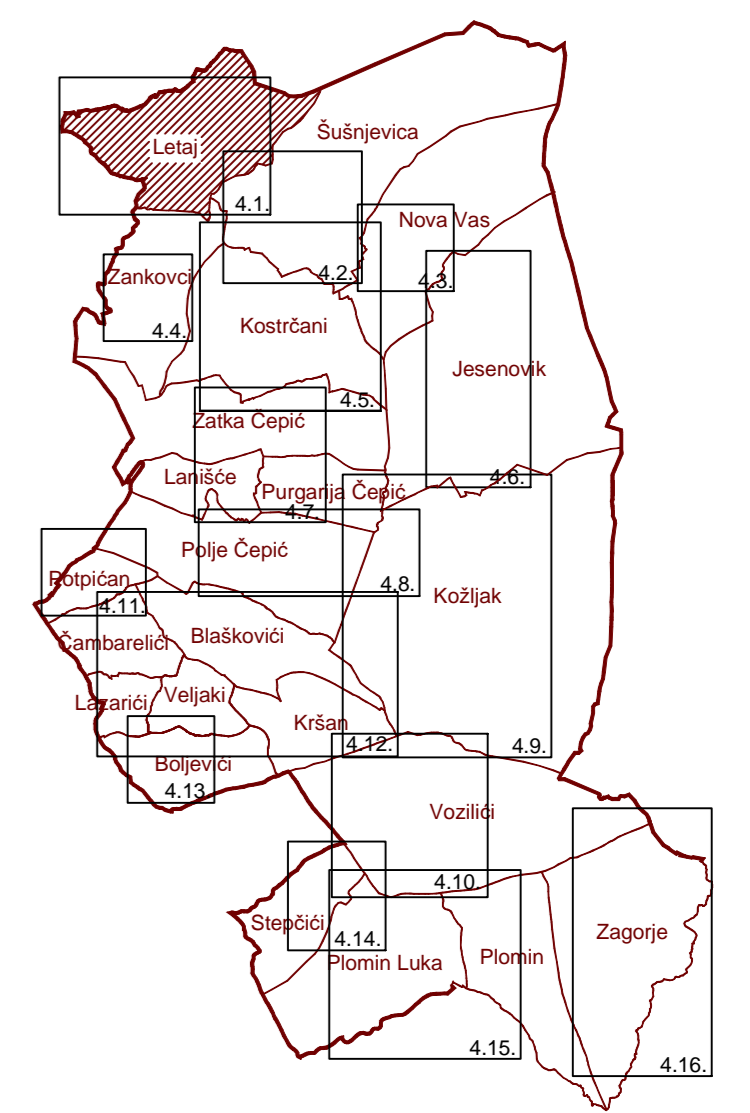 Šušnjevica
Letaj
4.1.
Nova Vas
4.2.
4.3.
Zankovci
4.4.
Kostrčani
Jesenovik
4.5.
Zatka Čepić
Lanišće
4.6.
Purgarija Čepić
4.7.
Polje Čepić
4.8.
Potpićan
Kožljak
4.11.
Blaškovići
Čambarelići
Veljaki
Lazarići
Kršan
4.12.
4.9.
Boljevići
4.13
Vozilići
4.10.
Stepčići
4.14.
Zagorje
Plomin
Plomin Luka
4.15.
4.16.